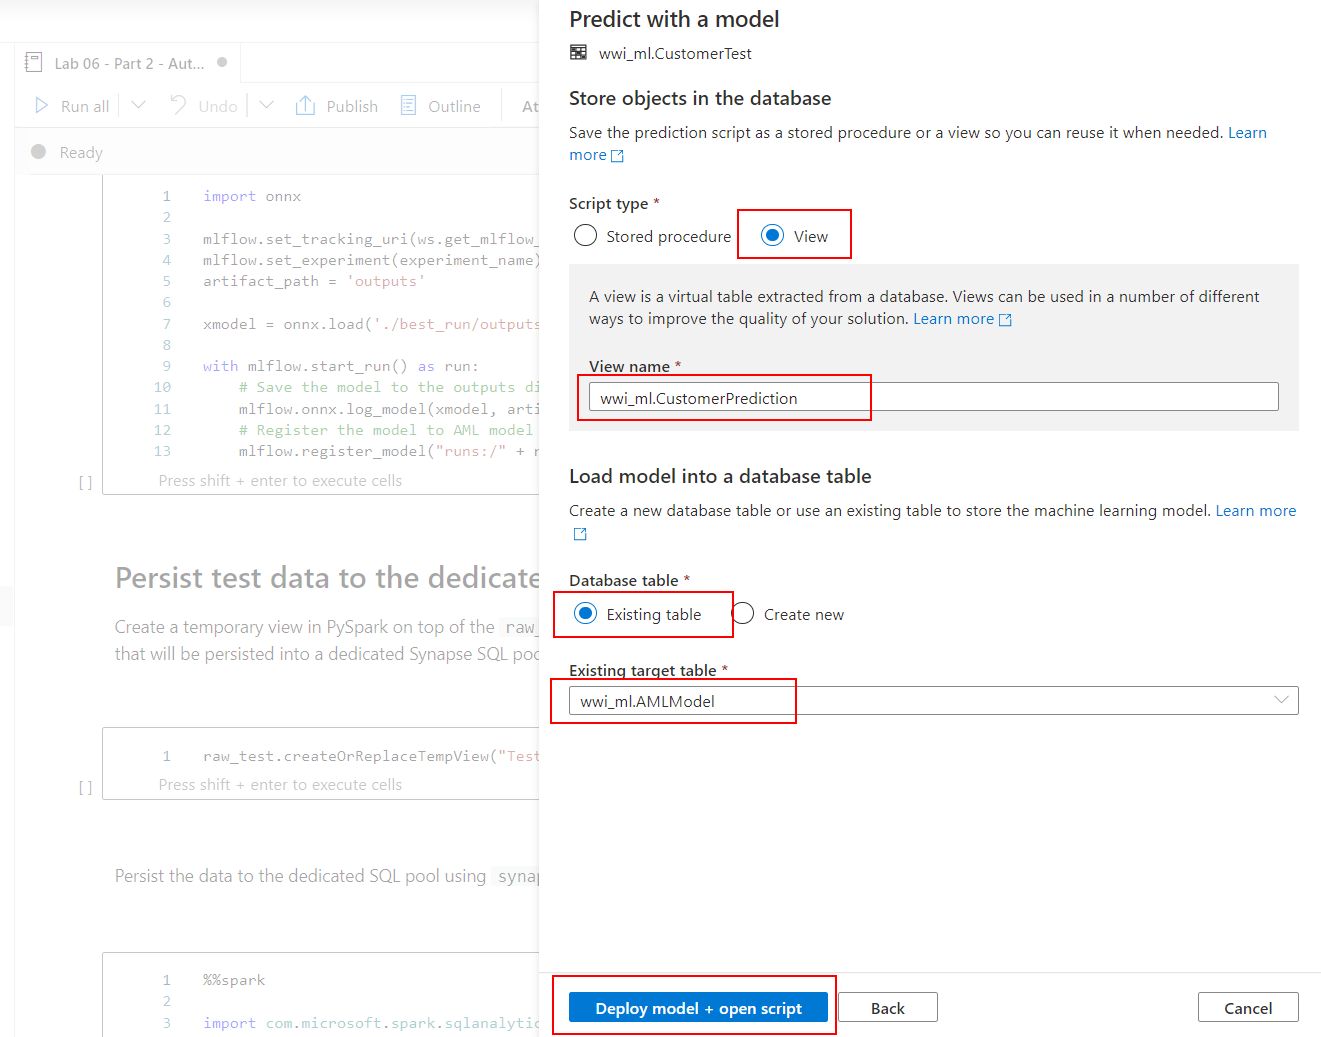 Lab 06 - Part 2 - Aut...
Run all
Undo
Publish
Outline
At
Ready
1 import onnx
2
3 mlflow.set_tracking_uri(ws.get_mlflow_
4 mlflow.set_experiment(experiment_name)
5 artifact_path = 'outputs'
6
7 xmodel = onnx.load('./best_run/outputs
8
9 with mlflow.start_run() as run:
10 # Save the model to the outputs di
11 mlflow.onnx.log_model(xmodel, arti
12 # Register the model to AML model
13 mlflow.register_model("runs:/" + r
[ ] Press shift + enter to execute cells
Persist test data to the dedicate
Create a temporary view in PySpark on top of the raw_
that will be persisted into a dedicated Synapse SQL poo
1 raw_test.createOrReplaceTempView("Test
[ ] Press shift + enter to execute cells
Persist the data to the dedicated SQL pool using synap
1 %%spark
2
3 import com.microsoft.spark.sqlanalytic
Predict with a model
wwi_ml.CustomerTest
Store objects in the database
Save the prediction script as a stored procedure or a view so you can reuse it when needed. Learn
more
Script type *
Stored procedure
View
A view is a virtual table extracted from a database. Views can be used in a number of different
ways to improve the quality of your solution. Learn more
View name *
wwi_ml.CustomerPrediction
Load model into a database table
Create a new database table or use an existing table to store the machine learning model. Learn more
Database table *
Existing table
Create new
Existing target table *
wwi_ml.AMLModel
Deploy model + open script
Back
Cancel